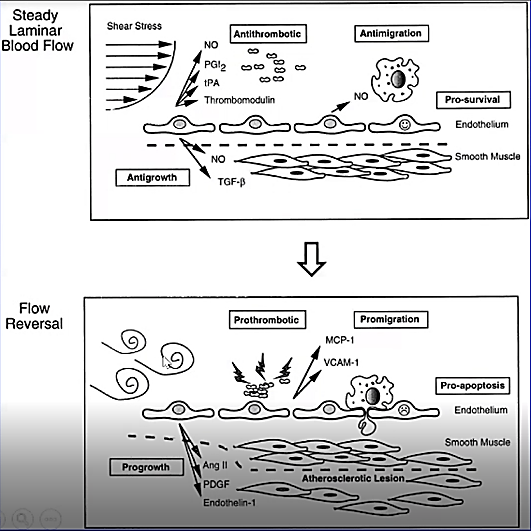 Steady
Laminar
Blood Flow
Shear Stress
NO
PGI₂
tPA
Thrombomodulin
Antithrombotic
Antimigration
NO
Pro-survival
Endothelium
Smooth Muscle
NO
TGF-β
Antigrowth
Flow
Reversal
Prothrombotic
Promigration
MCP-1
VCAM-1
Pro-apoptosis
Endothelium
Smooth Muscle
Progrowth
Ang II
PDGF
Endothelin-1
Atherosclerotic Lesion